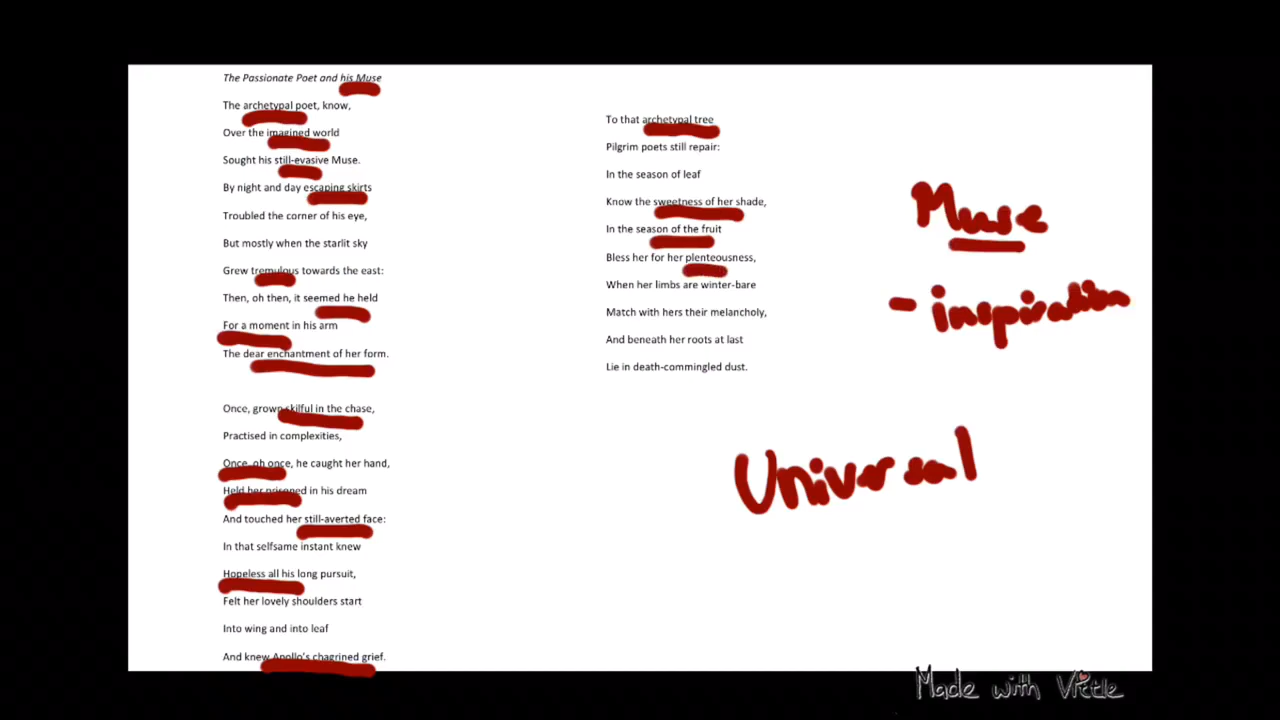 The Passionate Poet and his Muse
The archetypal poet, know,
Over the imagined world
Sought his still-evasive Muse.
By night and day escaping skirts
Troubled the corner of his eye,
But mostly when the starlit sky
Grew tremulous towards the east:
Then, oh then, it seemed he held
For a moment in his arm
The dear enchantment of her form.
Once, grown skilful in the chase,
Practised in complexities,
Once, oh once, he caught her hand,
Held her prisoned in his dream
And touched her still-averted face:
In that selfsame instant knew
Hopeless all his long pursuit,
Felt her lovely shoulders start
Into wing and into leaf
And knew Apollo's chagrined grief.
To that archetypal tree
Pilgrim poets still repair:
In the season of leaf
Know the sweetness of her shade,
In the season of the fruit
Bless her for her plenteousness,
When her limbs are winter-bare
Match with hers their melancholy,
And beneath her roots at last
Lie in death-commingled dust.
Muse
- inspiration
Universal
Made with Vittle